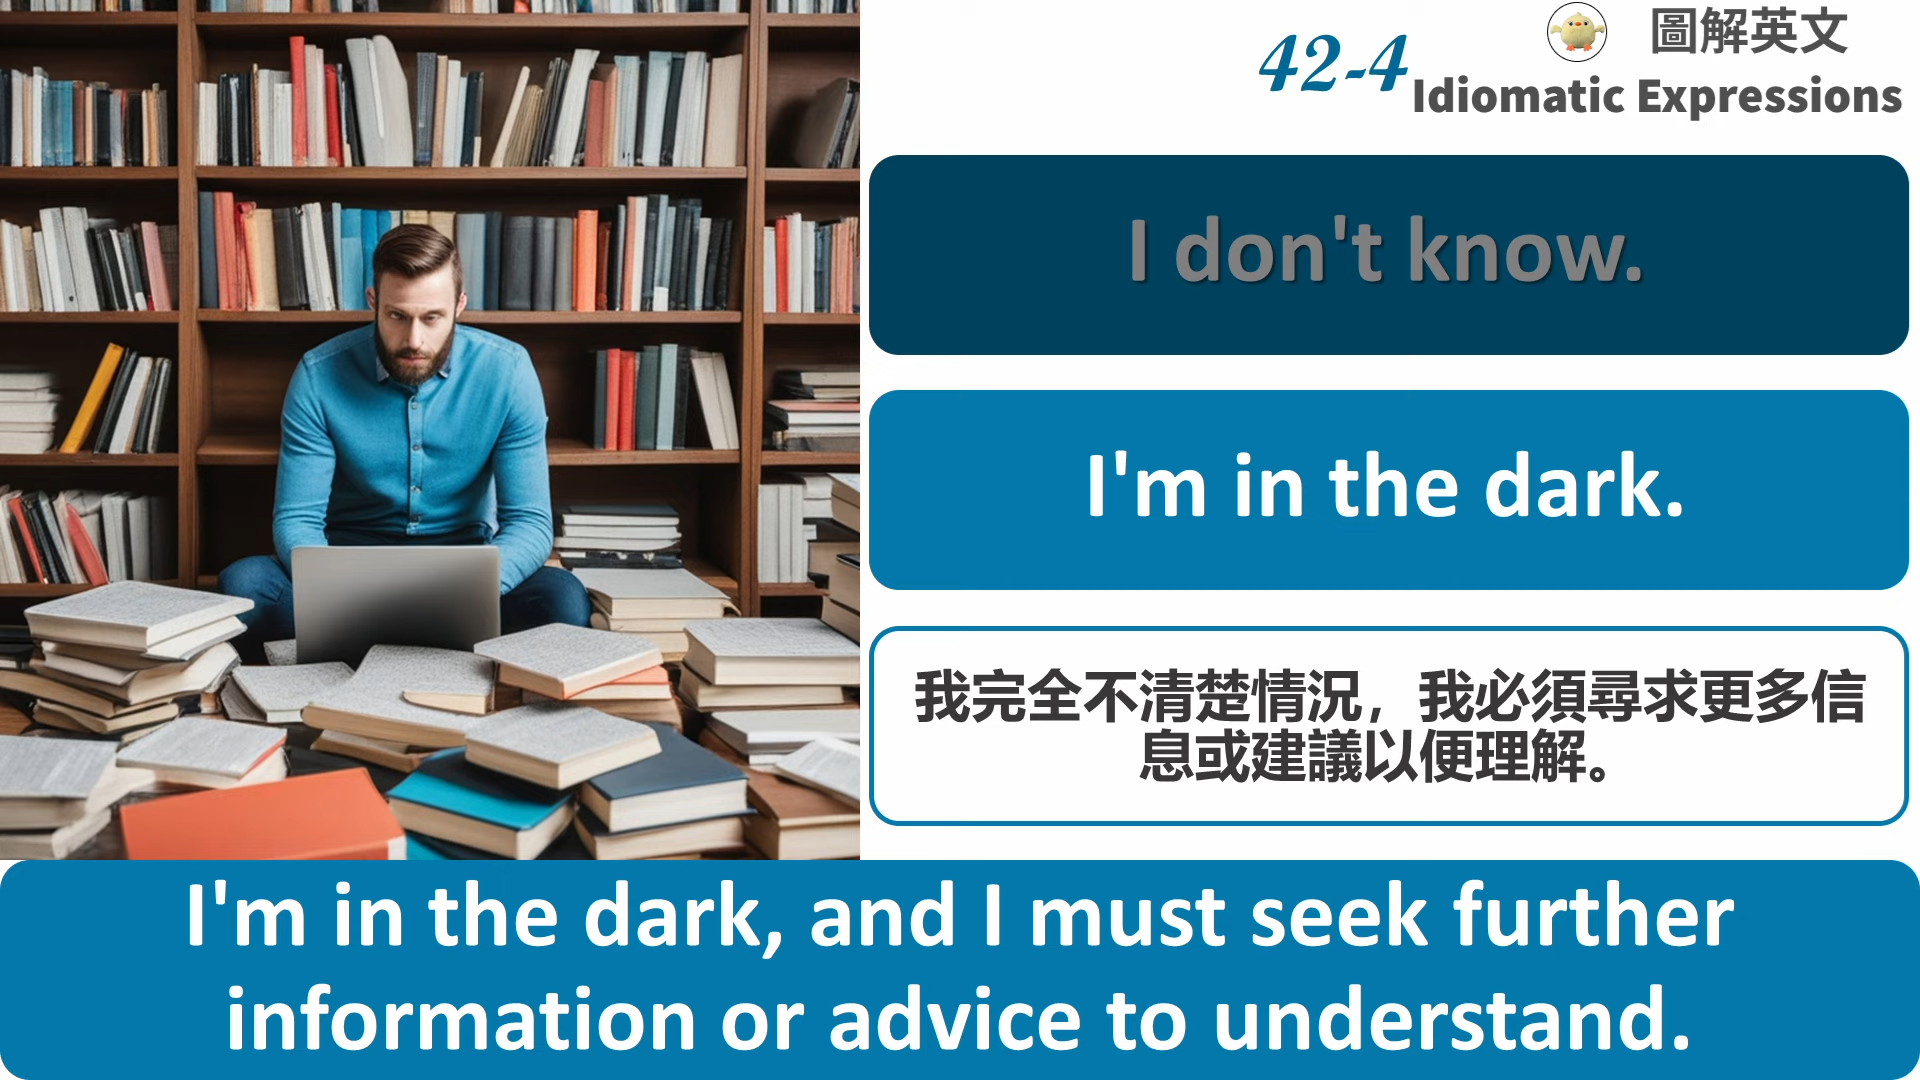 42-4
圖解英文
Idiomatic Expressions
I don't know.
I'm in the dark.
我完全不清楚情況，我必須尋求更多信
息或建議以便理解。
I'm in the dark, and I must seek further
information or advice to understand.